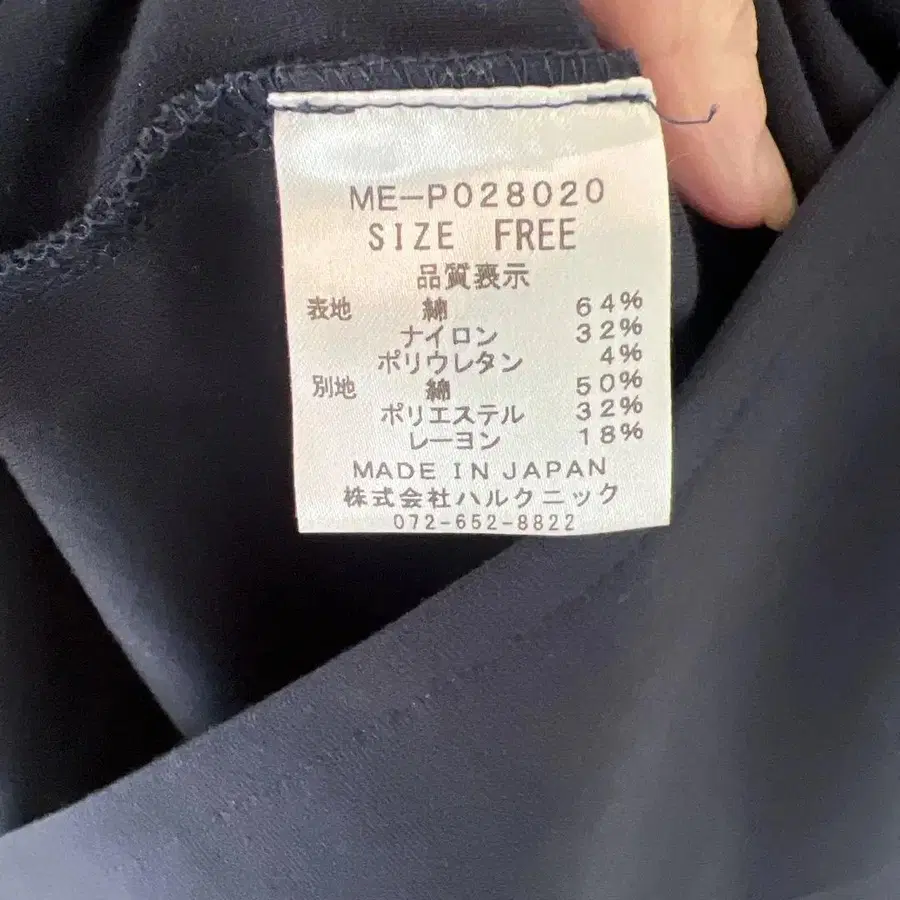 ME-P028020
SIZE FREE
品質表示
表地 綿 64%
ナイロン 32%
ポリウレタン 4%
別地 綿 50%
ポリエステル 32%
レーヨン 18%
MADE IN JAPAN
株式会社ハルクニック
072-652-8822